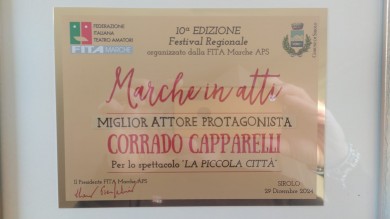 FEDERAZIONE
ITALIANA
TEATRO AMATORI
FITA MARCHE
10ª EDIZIONE
Festival Regionale
organizzato dalla FITA Marche APS
Marche in atti
MIGLIOR ATTORE PROTAGONISTA
CORRADO CAPPARELLI
Per lo spettacolo "LA PICCOLA CITTÀ"
Il Presidente FITA Marche APS
SIROLO
29 Dicembre 2024